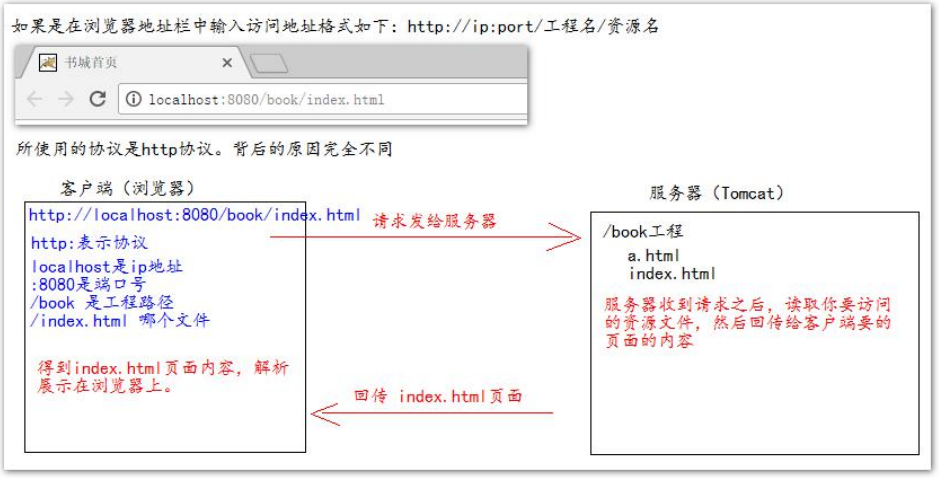 如果是在浏览器地址栏中输入访问地址格式如下：http://ip:port/工程名/资源名
书城首页
localhost:8080/book/index.html
所使用的协议是http协议。背后的原因完全不同
客户端（浏览器）
服务器（Tomcat）
http://localhost:8080/book/index.html
http:表示协议
localhost是ip地址
:8080是端口号
/book 是工程路径
/index.html 哪个文件
得到index.html页面内容，解析
展示在浏览器上。
请求发给服务器
回传 index.html页面
/book工程
a.html
index.html
服务器收到请求之后，读取你要访问
的资源文件，然后回传给客户端要的
页面的内容